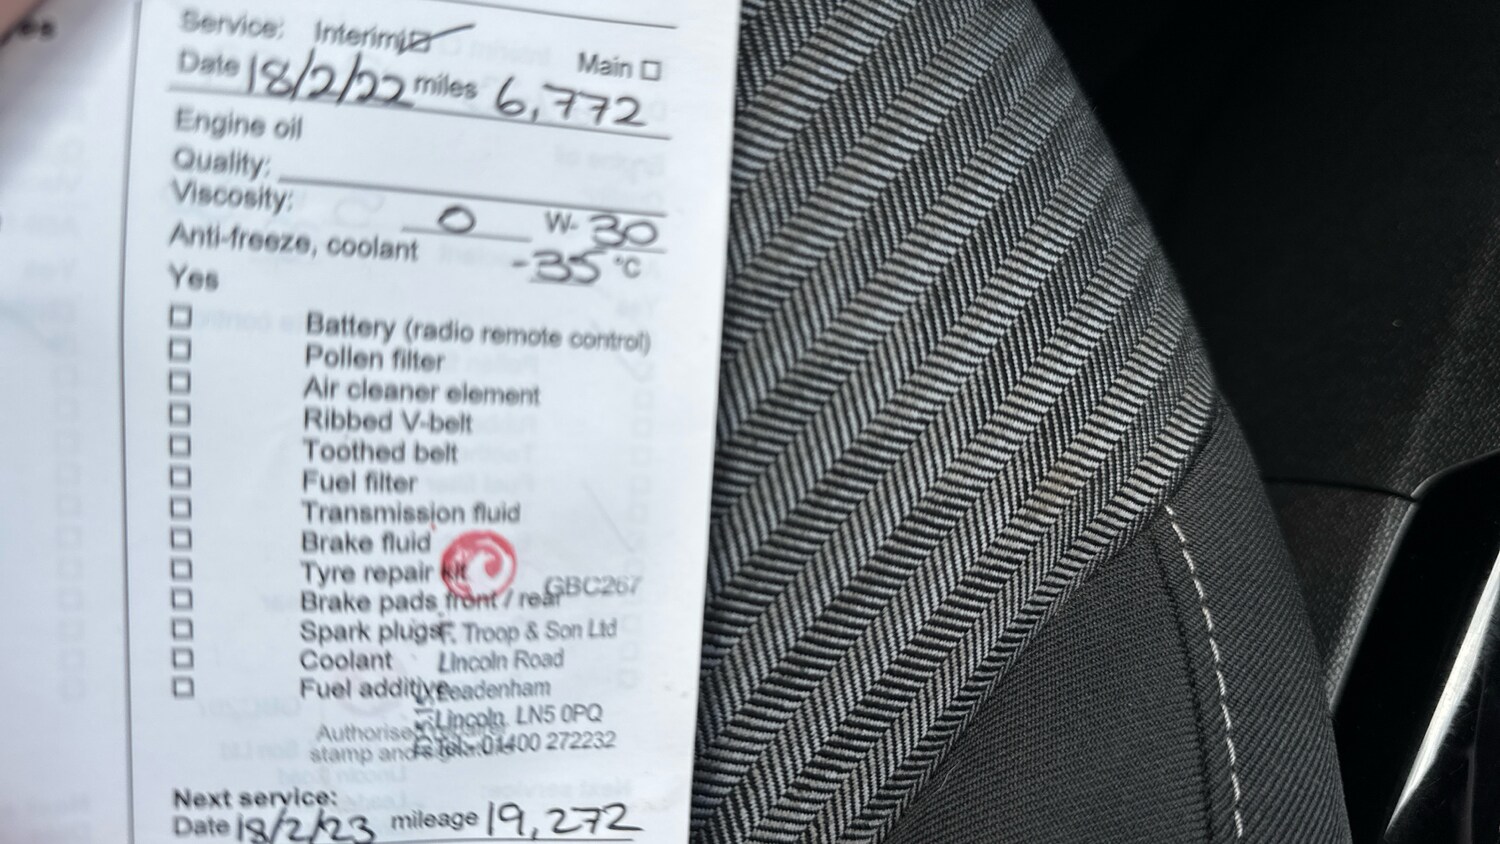 Service: Interim
Main
Date 18/2/22 miles 6,772
Engine oil
Quality:
Viscosity: 0 W- 30
Anti-freeze, coolant -35 °C
Yes
Battery (radio remote control)
Pollen filter
Air cleaner element
Ribbed V-belt
Toothed belt
Fuel filter
Transmission fluid
Brake fluid
Tyre repair kit
GBC267
Brake pads front / rear
Spark plugs F. Troop & Son Ltd
Coolant Lincoln Road
Fuel additive Leadenham
Lincoln. LN5 0PQ
Authorised
stamp and Tel: 01400 272232
Next service:
Date 18/2/23 mileage 19,272